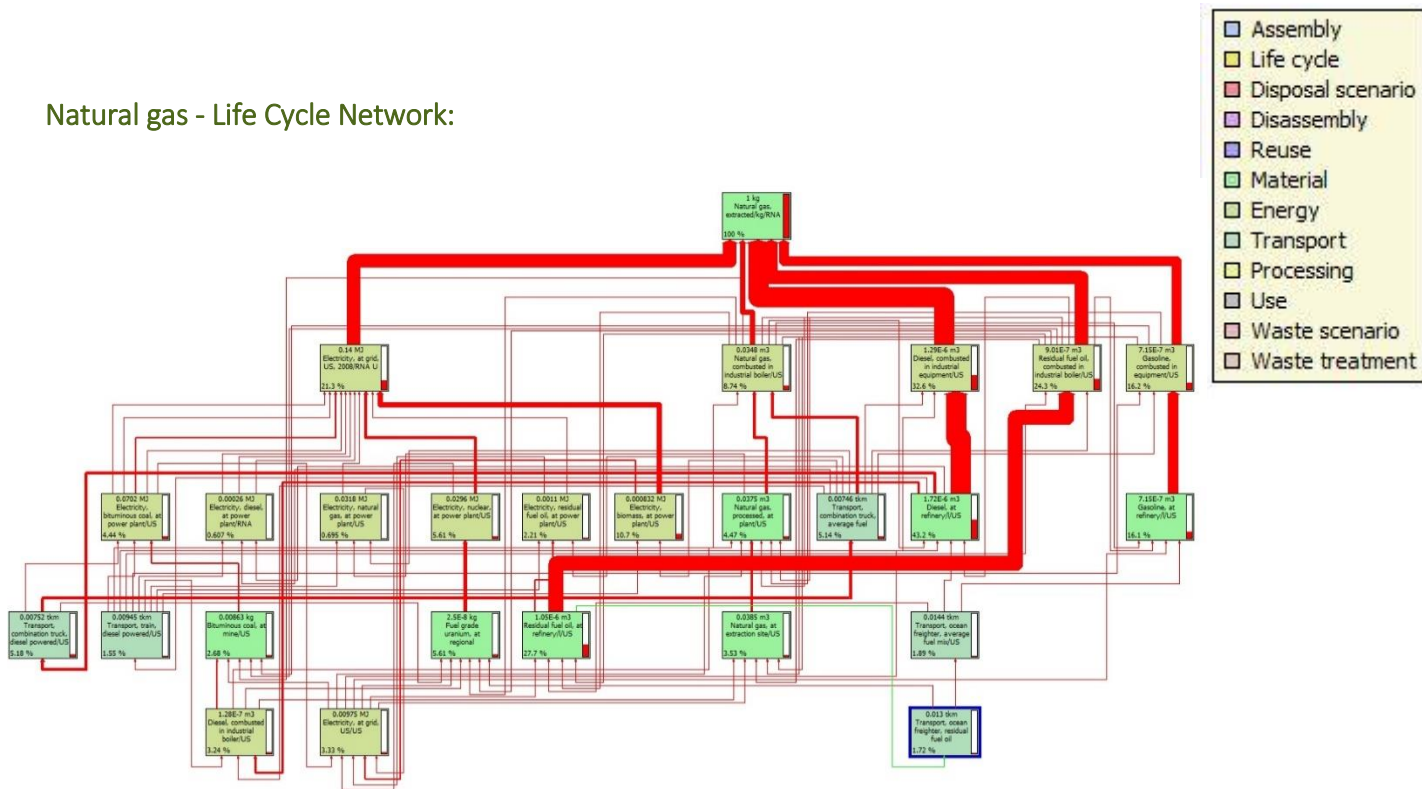 Natural gas - Life Cycle Network:
Assembly
Life cycle
Disposal scenario
Disassembly
Reuse
Material
Energy
Transport
Processing
Use
Waste scenario
Waste treatment
1 kg
Natural gas,
extracted/kg/RNA
100 %
0.14 MJ
Electricity, at grid,
US, 2008/RNA U
21.3 %
0.0348 m3
Natural gas,
combusted in
industrial boiler/US
8.74 %
1.29E-6 m3
Diesel, combusted
in industrial
equipment/US
32.6 %
9.01E-7 m3
Residual fuel oil,
combusted in
industrial boiler/US
24.3 %
7.15E-7 m3
Gasoline,
combusted in
equipment/US
16.2 %
0.0702 MJ
Electricity,
bituminous coal, at
power plant/US
4.44 %
0.00026 MJ
Electricity, diesel,
at power
plant/RNA
0.607 %
0.0318 MJ
Electricity, natural
gas, at power
plant/US
0.695 %
0.0296 MJ
Electricity, nuclear,
at power plant/US
5.61 %
0.0011 MJ
Electricity, residual
fuel oil, at power
plant/US
2.21 %
0.000832 MJ
Electricity,
biomass, at power
plant/US
10.7 %
0.0375 m3
Natural gas,
processed, at
plant/US
4.47 %
0.00746 tkm
Transport,
combination truck,
average fuel
5.14 %
1.72E-6 m3
Diesel, at
refinery/l/US
43.2 %
7.15E-7 m3
Gasoline, at
refinery/l/US
16.1 %
0.00752 tkm
Transport,
combination truck,
diesel powered/US
5.18 %
0.00945 tkm
Transport, train,
diesel powered/US
1.55 %
0.00863 kg
Bituminous coal, at
mine/US
2.68 %
2.5E-8 kg
Fuel grade
uranium, at
regional
5.61 %
1.05E-6 m3
Residual fuel oil, at
refinery/l/US
27.7 %
0.0385 m3
Natural gas, at
extraction site/US
3.53 %
0.0144 tkm
Transport, ocean
freighter, average
fuel mix/US
1.89 %
1.28E-7 m3
Diesel, combusted
in industrial
boiler/US
3.24 %
0.00975 MJ
Electricity, at grid,
US/US
3.33 %
0.013 tkm
Transport, ocean
freighter, residual
fuel oil
1.72 %